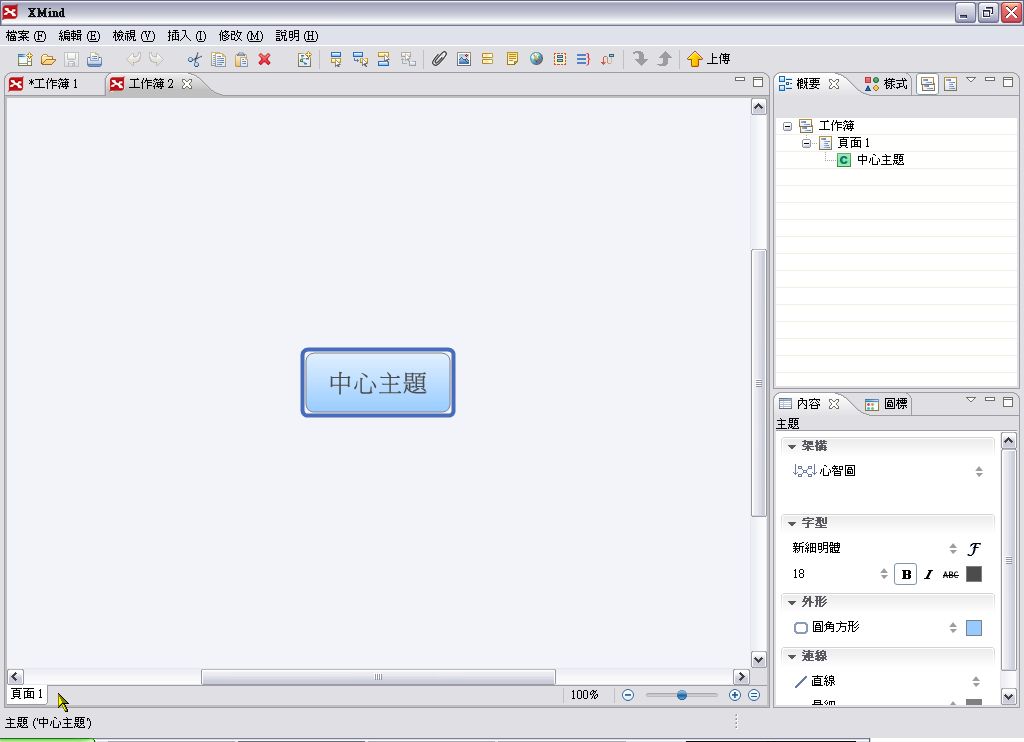 XMind
檔案 (F) 編輯 (E) 檢視 (V) 插入 (I) 修改 (M) 說明 (H)
上傳
*工作簿 1 工作簿 2
概要 樣式
工作簿
頁面 1
C 中心主題
中心主題
內容 圖標
主題
架構
心智圖
字型
新細明體 F
18 B I ABC
外形
圓角方形
連線
直線
頁面 1 100%
主題 ('中心主題')